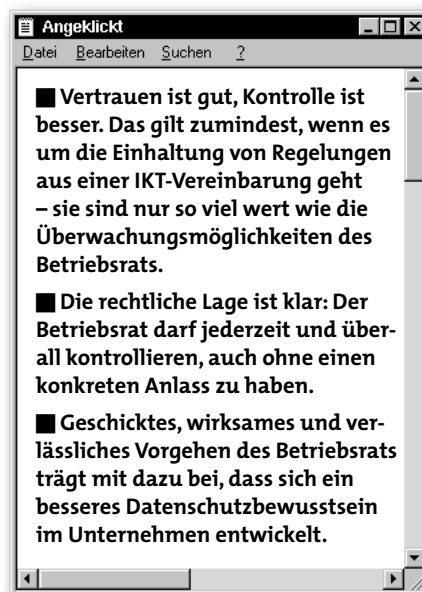 Angeklickt
Datei Bearbeiten Suchen ?
■ Vertrauen ist gut, Kontrolle ist
besser. Das gilt zumindest, wenn es
um die Einhaltung von Regelungen
aus einer IKT-Vereinbarung geht
– sie sind nur so viel wert wie die
Überwachungsmöglichkeiten des
Betriebsrats.
■ Die rechtliche Lage ist klar: Der
Betriebsrat darf jederzeit und über-
all kontrollieren, auch ohne einen
konkreten Anlass zu haben.
■ Geschicktes, wirksames und ver-
lässliches Vorgehen des Betriebsrats
trägt mit dazu bei, dass sich ein
besseres Datenschutzbewusstsein
im Unternehmen entwickelt.